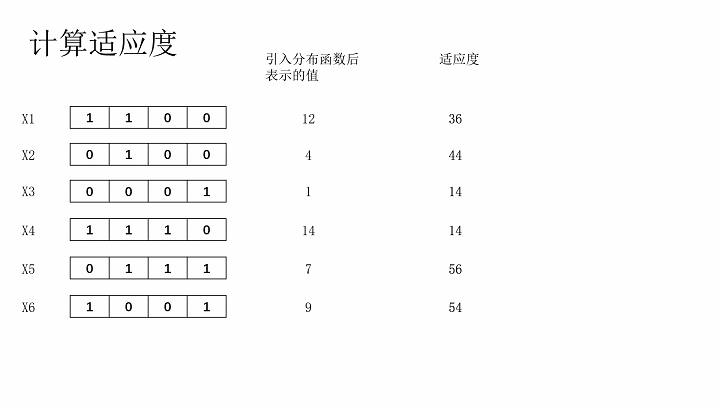 计算适应度
引入分布函数后
表示的值
适应度
X1 1 1 0 0 12 36
X2 0 1 0 0 4 44
X3 0 0 0 1 1 14
X4 1 1 1 0 14 14
X5 0 1 1 1 7 56
X6 1 0 0 1 9 54